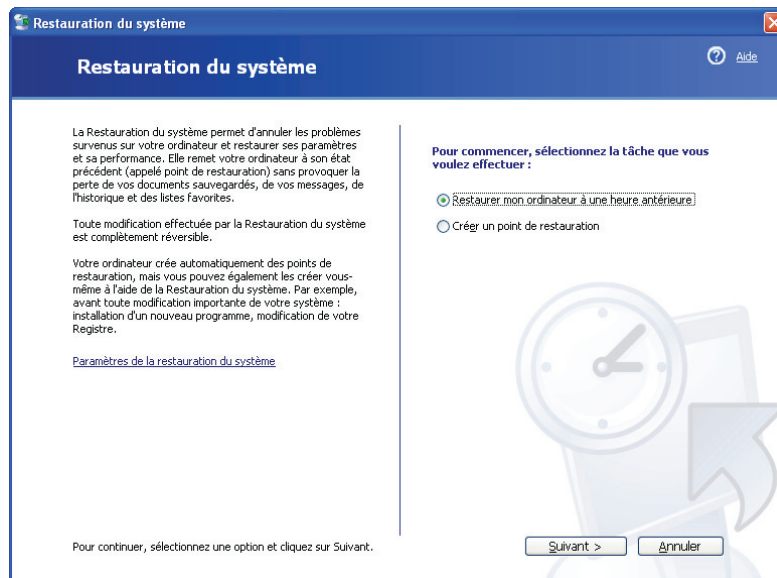 Restauration du système
Restauration du système
Aide
La Restauration du système permet d'annuler les problèmes
survenus sur votre ordinateur et restaurer ses paramètres
et sa performance. Elle remet votre ordinateur à son état
précédent (appelé point de restauration) sans provoquer la
perte de vos documents sauvegardés, de vos messages, de
l'historique et des listes favorites.
Toute modification effectuée par la Restauration du système
est complètement réversible.
Votre ordinateur crée automatiquement des points de
restauration, mais vous pouvez également les créer vous-
même à l'aide de la Restauration du système. Par exemple,
avant toute modification importante de votre système :
installation d'un nouveau programme, modification de votre
Registre.
Paramètres de la restauration du système
Pour commencer, sélectionnez la tâche que vous
voulez effectuer :
Restaurer mon ordinateur à une heure antérieure
Créer un point de restauration
Pour continuer, sélectionnez une option et cliquez sur Suivant.
Suivant >
Annuler